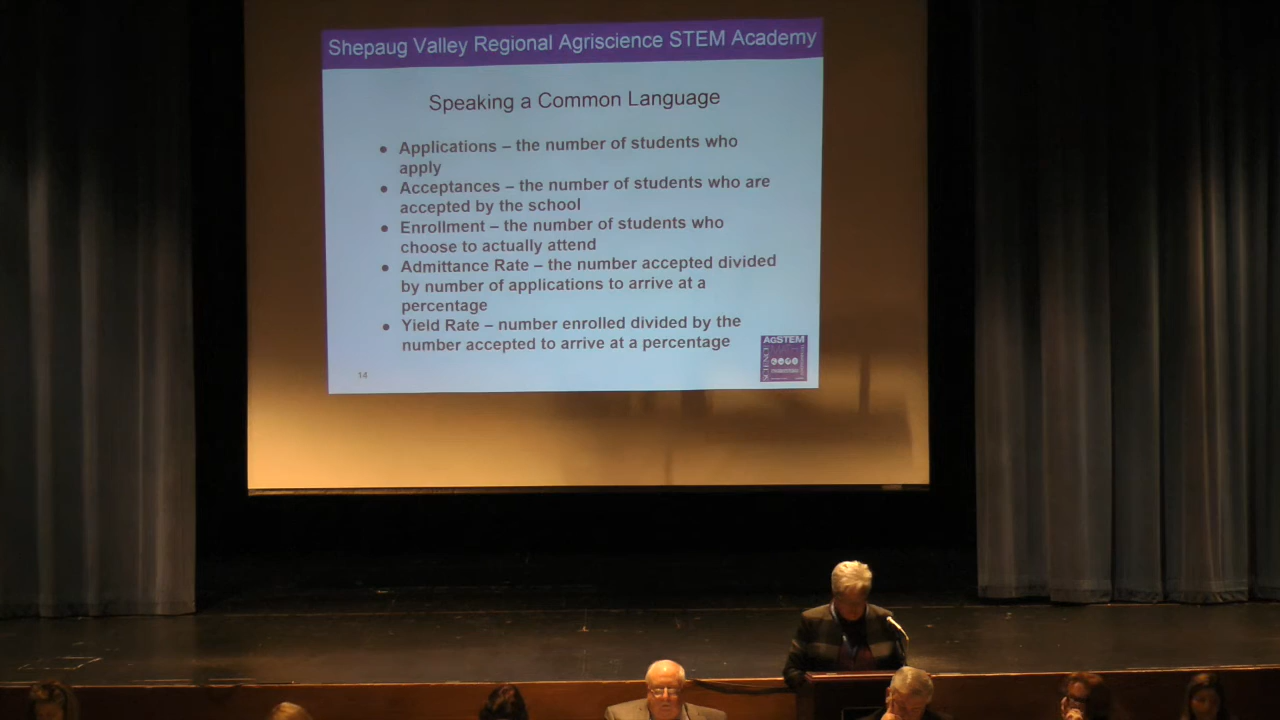 Shepaug Valley Regional Agriscience STEM Academy
Speaking a Common Language
● Applications – the number of students who
apply
● Acceptances – the number of students who are
accepted by the school
● Enrollment – the number of students who
choose to actually attend
● Admittance Rate – the number accepted divided
by number of applications to arrive at a
percentage
● Yield Rate – number enrolled divided by the
number accepted to arrive at a percentage
AGSTEM
SCIENCE
14